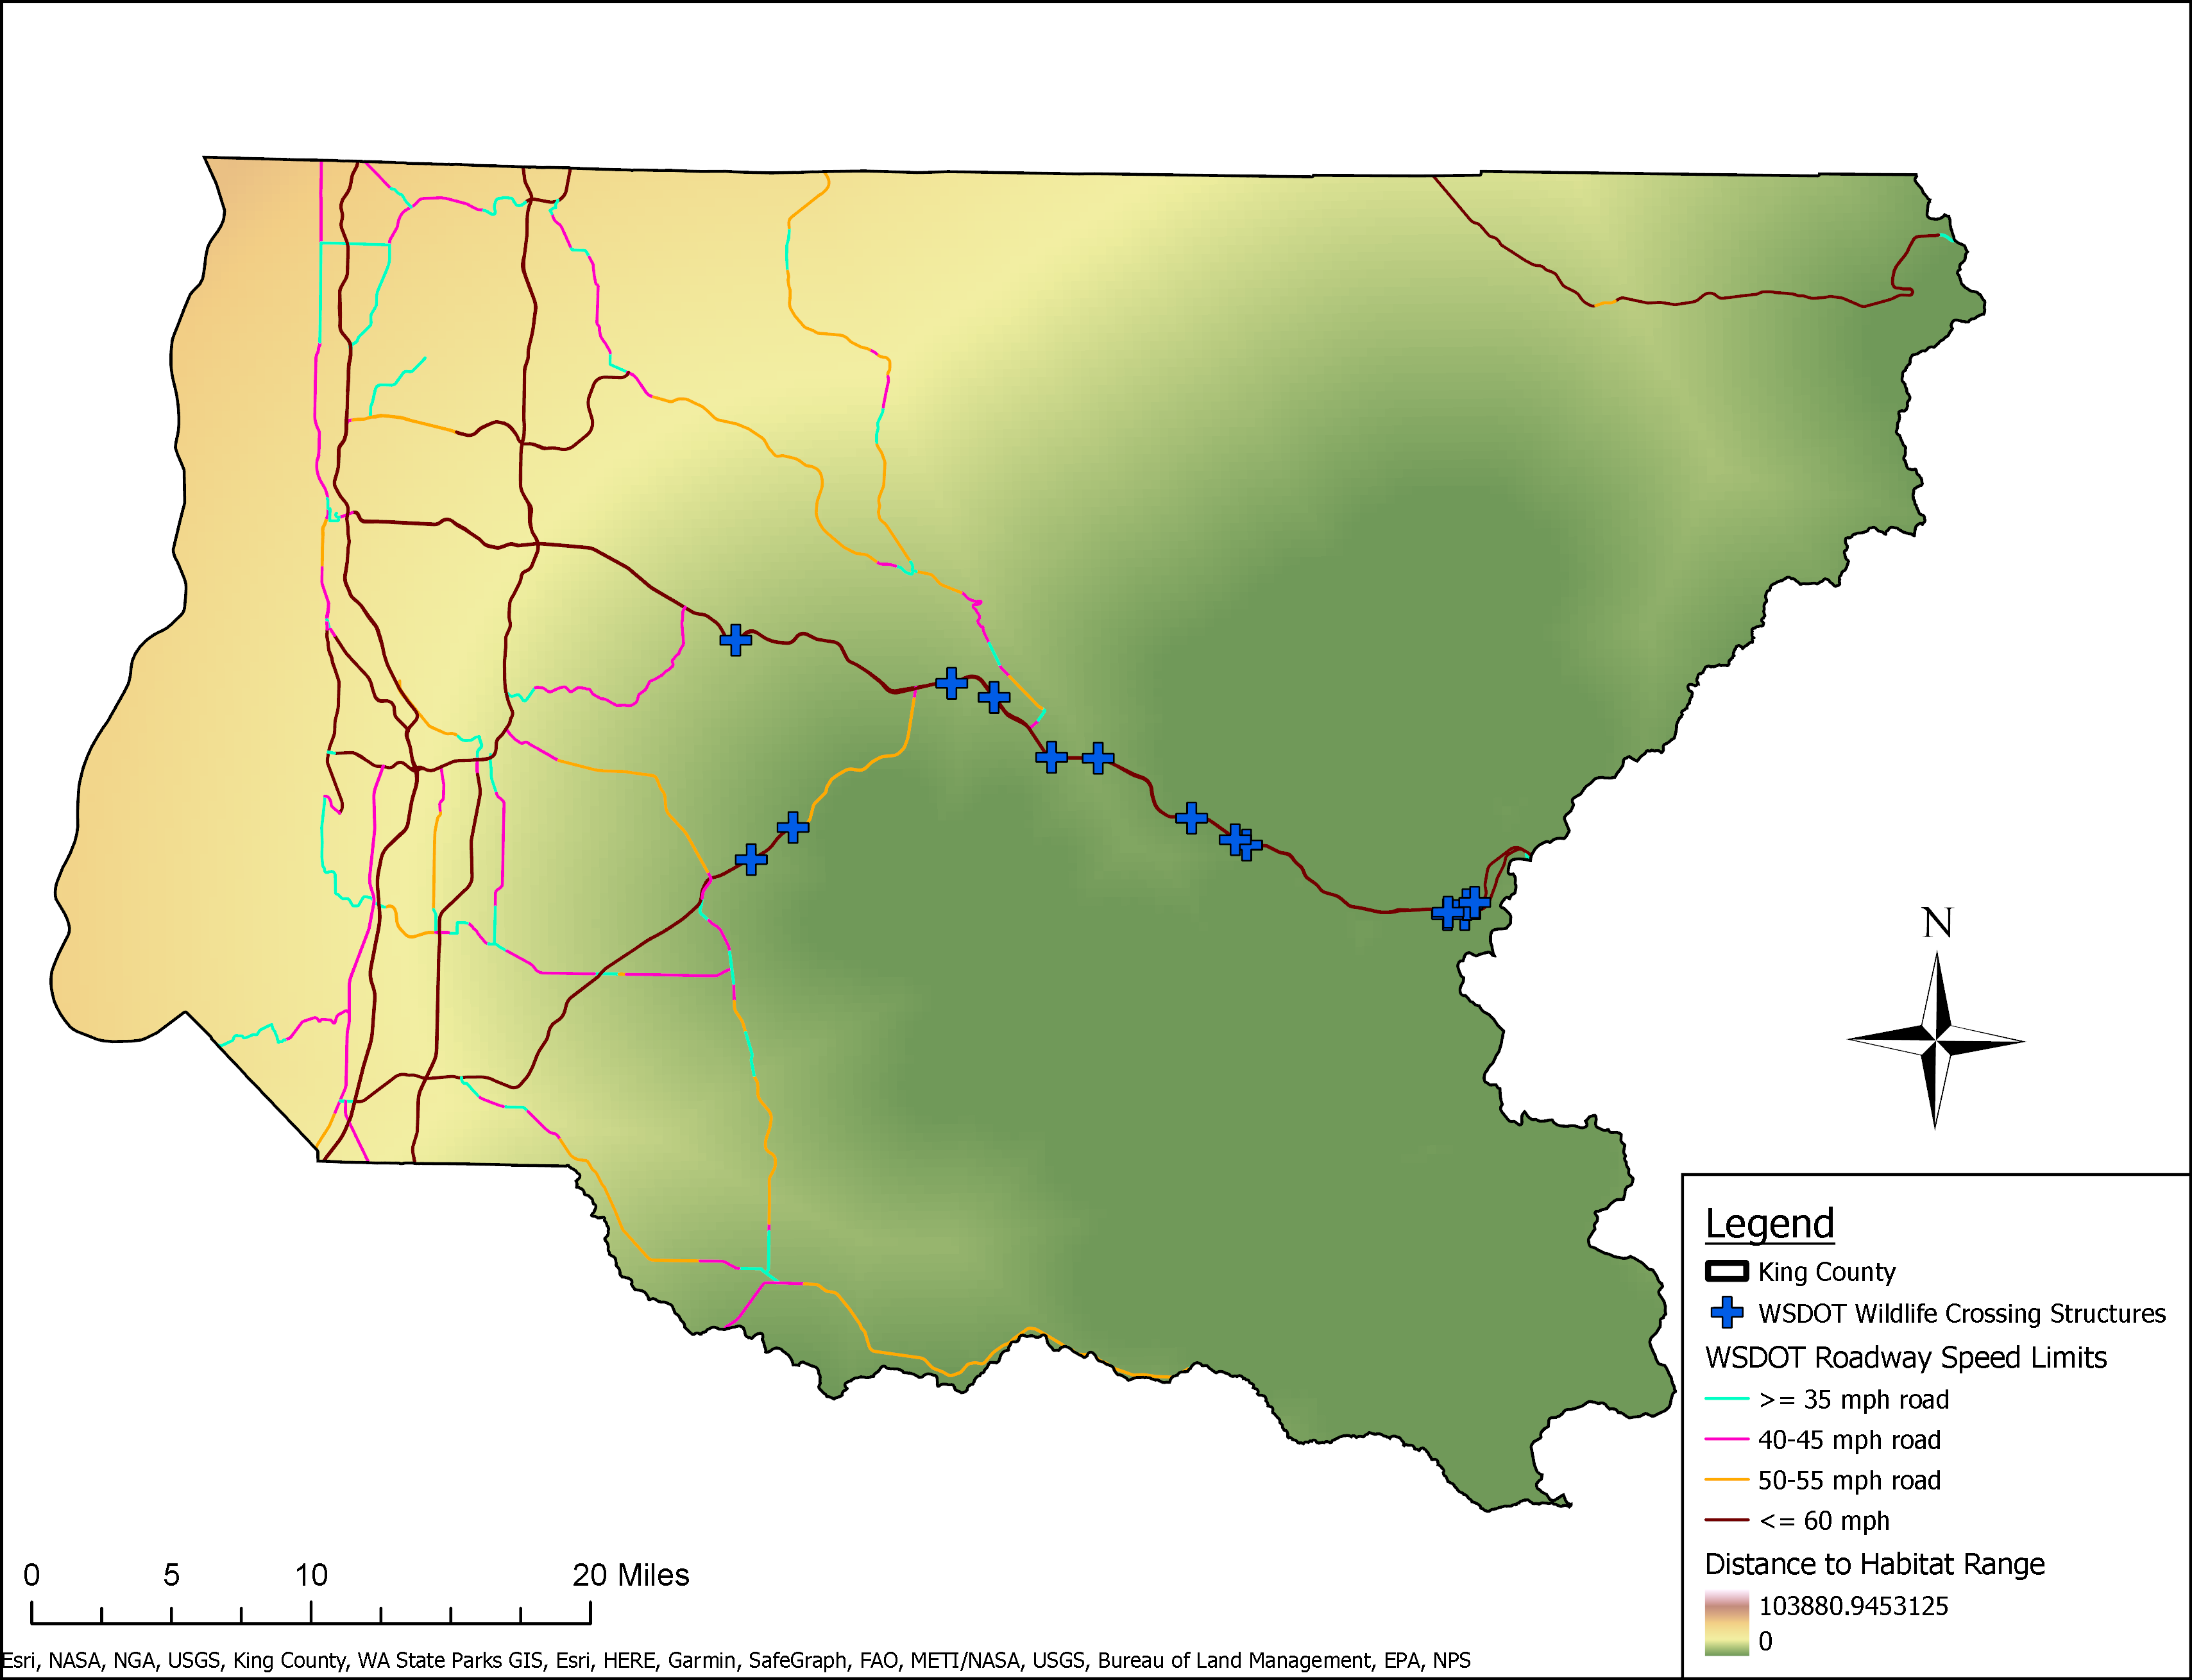 N
Legend
King County
WSDOT Wildlife Crossing Structures
WSDOT Roadway Speed Limits
>= 35 mph road
40-45 mph road
50-55 mph road
<= 60 mph
Distance to Habitat Range
103880.9453125
0
0 5 10 20 Miles
Esri, NASA, NGA, USGS, King County, WA State Parks GIS, Esri, HERE, Garmin, SafeGraph, FAO, METI/NASA, USGS, Bureau of Land Management, EPA, NPS